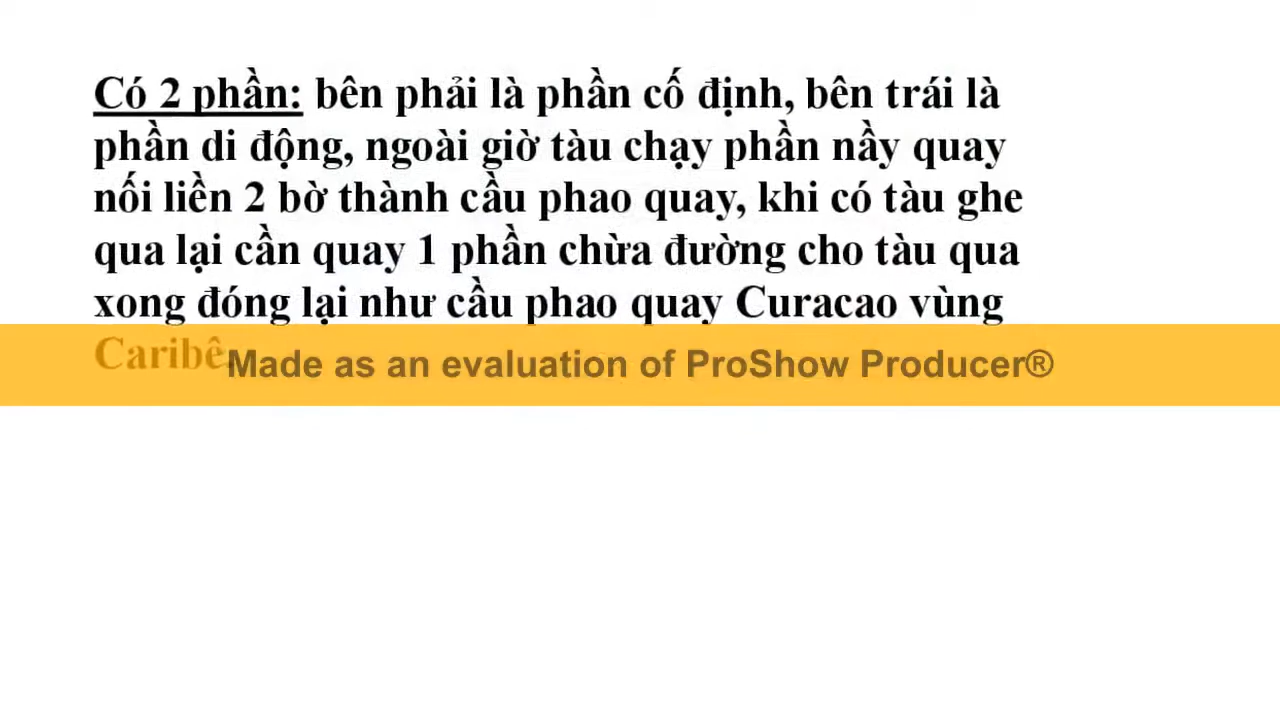 Có 2 phần: bên phải là phần cố định, bên trái là
phần di động, ngoài giờ tàu chạy phần nầy quay
nối liền 2 bờ thành cầu phao quay, khi có tàu ghe
qua lại cần quay 1 phần chừa đường cho tàu qua
xong đóng lại như cầu phao quay Curacao vùng
Caribê.
Made as an evaluation of ProShow Producer®